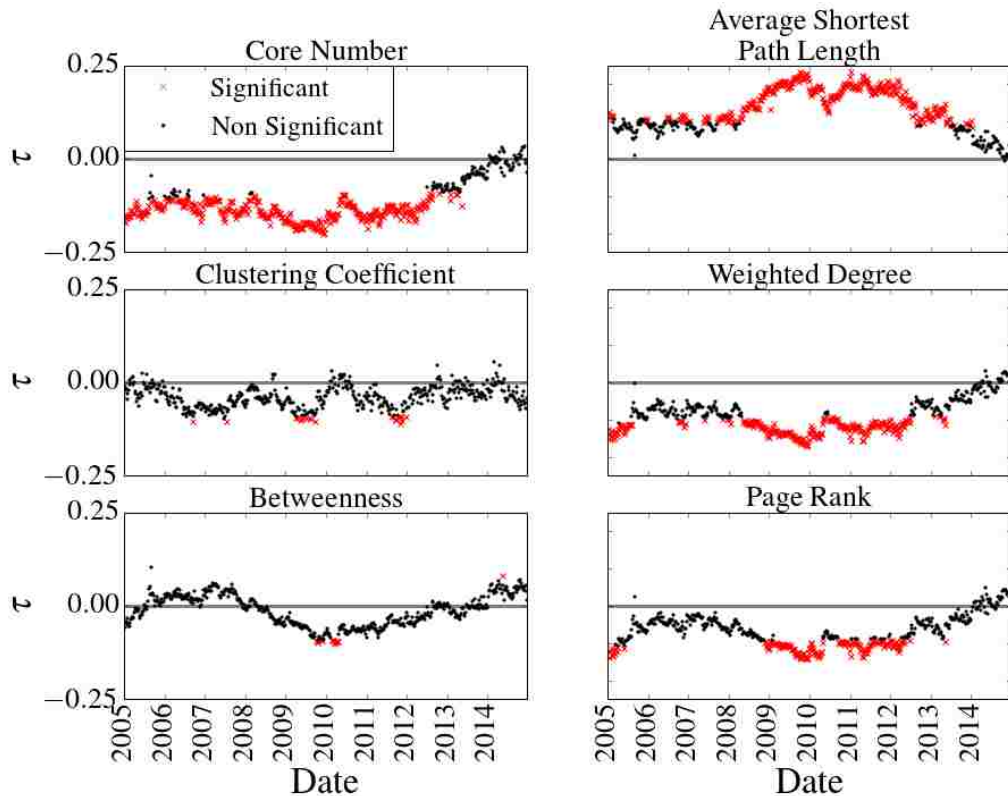 Core Number
Average Shortest
Path Length
0.25
× Significant
• Non Significant
0.00
−0.25
τ
0.25
Clustering Coefficient
Weighted Degree
0.25
0.00
−0.25
τ
Betweenness
Page Rank
0.25
0.00
−0.25
τ
2005 2006 2007 2008 2009 2010 2011 2012 2013 2014
2005 2006 2007 2008 2009 2010 2011 2012 2013 2014
Date
Date